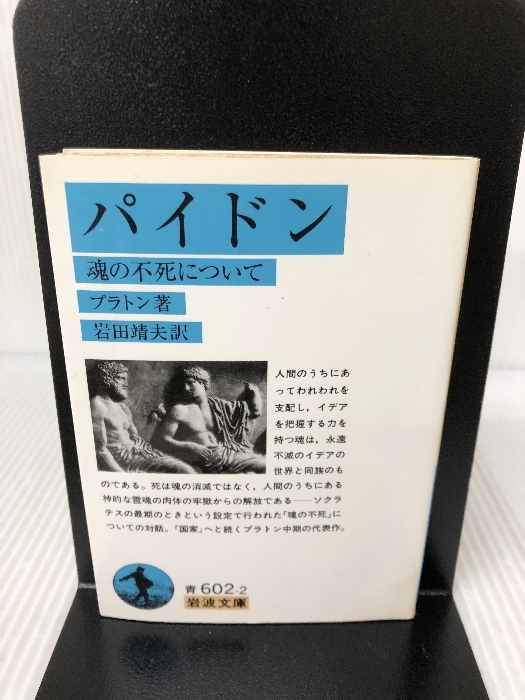 パイドン
魂の不死について
プラトン著
岩田靖夫訳
人間のうちにあ
ってわれわれを
支配し，イデア
を把握する力を
持つ魂は，永遠
不滅のイデアの
世界と同族のも
のである。死は魂の消滅ではなく，人間のうちにある
神的な霊魂の肉体の牢獄からの解放である――ソクラ
テスの最期のときという設定で行われた「魂の不死」に
ついての対話。『国家』へと続くプラトン中期の代表作。
青 602-2
岩波文庫